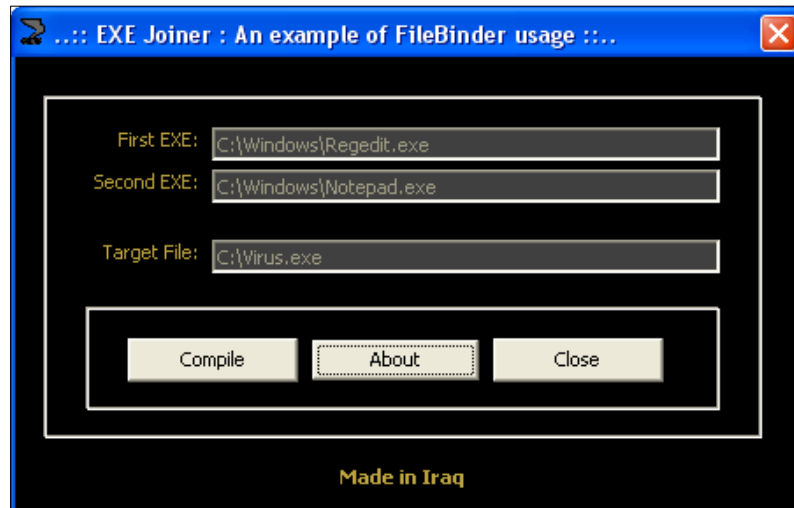 ..:: EXE Joiner : An example of FileBinder usage ::..
First EXE: C:\Windows\Regedit.exe
Second EXE: C:\Windows\Notepad.exe
Target File: C:\Virus.exe
Compile About Close
Made in Iraq